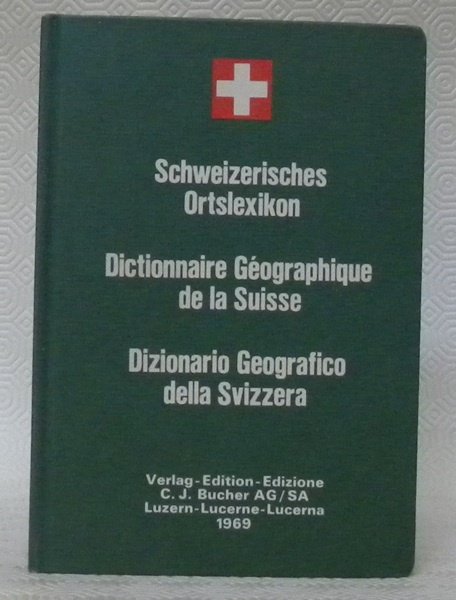 Schweizerisches
Ortslexikon
Dictionnaire Géographique
de la Suisse
Dizionario Geografico
della Svizzera
Verlag-Edition-Edizione
C. J. Bucher AG/SA
Luzern-Lucerne-Lucerna
1969